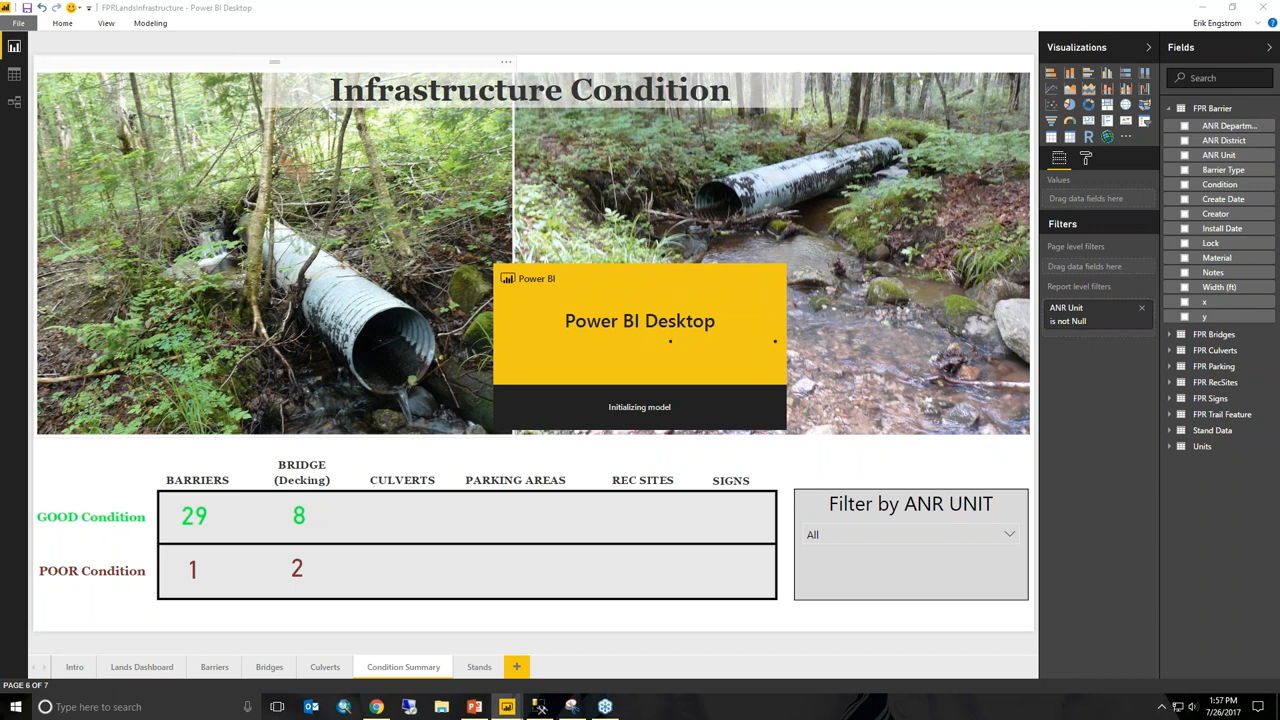 FPRLandsInfrastructure - Power BI Desktop
File
Home
View
Modeling
Erik Engstrom
Infrastructure Condition
Power BI
Power BI Desktop
Initializing model
BARRIERS
BRIDGE
(Decking)
CULVERTS
PARKING AREAS
REC SITES
SIGNS
GOOD Condition
29
8
POOR Condition
1
2
Filter by ANR UNIT
All
Visualizations
R
Values
Drag data fields here
Filters
Page level filters
Drag data fields here
Report level filters
ANR Unit
is not Null
Fields
Search
FPR Barrier
ANR Departm...
ANR District
ANR Unit
Barrier Type
Condition
Create Date
Creator
Install Date
Lock
Material
Notes
Width (ft)
x
y
FPR Bridges
FPR Culverts
FPR Parking
FPR RecSites
FPR Signs
FPR Trail Feature
Stand Data
Units
Intro
Lands Dashboard
Barriers
Bridges
Culverts
Condition Summary
Stands
PAGE 6 OF 7
Type here to search
1:57 PM
7/26/2017